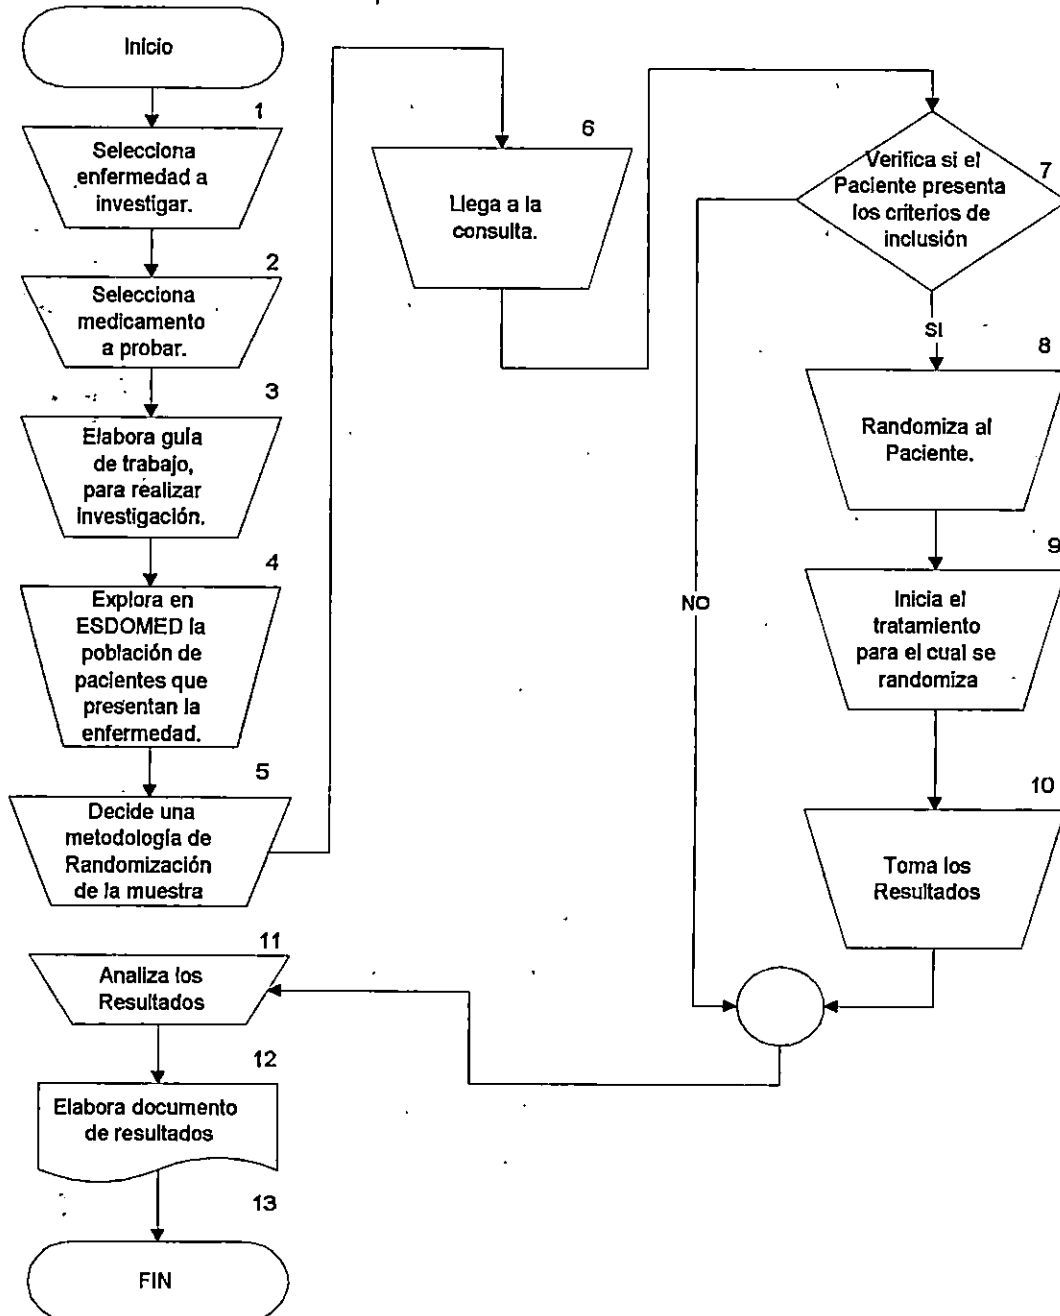 Inicio
1
Selecciona
enfermedad a
investigar.
2
Selecciona
medicamento
a probar.
3
Elabora guía
de trabajo,
para realizar
investigación.
4
Explora en
ESDOMED la
población de
pacientes que
presentan la
enfermedad.
5
Decide una
metodología de
Randomización
de la muestra
6
Llega a la
consulta.
7
Verifica si el
Paciente presenta
los criterios de
inclusión
SI
NO
8
Randomiza al
Paciente.
9
Inicia el
tratamiento
para el cual se
randomiza
10
Toma los
Resultados
11
Analiza los
Resultados
12
Elabora documento
de resultados
13
FIN